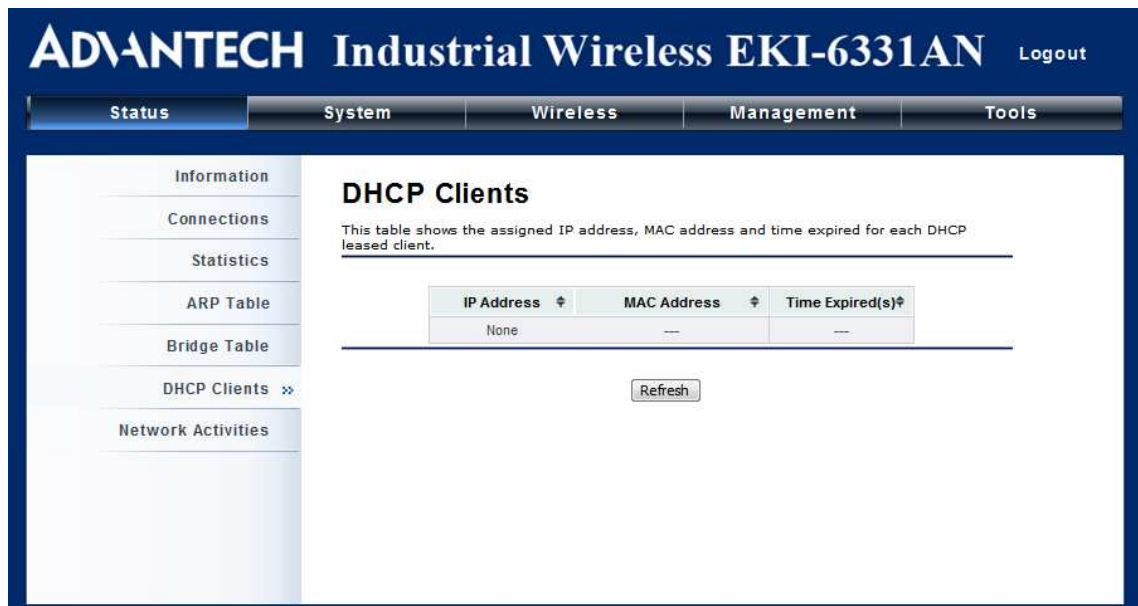 ADVANTECH Industrial Wireless EKI-6331AN Logout
Status System Wireless Management Tools
Information
Connections
Statistics
ARP Table
Bridge Table
DHCP Clients »
Network Activities
DHCP Clients
This table shows the assigned IP address, MAC address and time expired for each DHCP
leased client.
IP Address MAC Address Time Expired(s)
None --- ---
Refresh